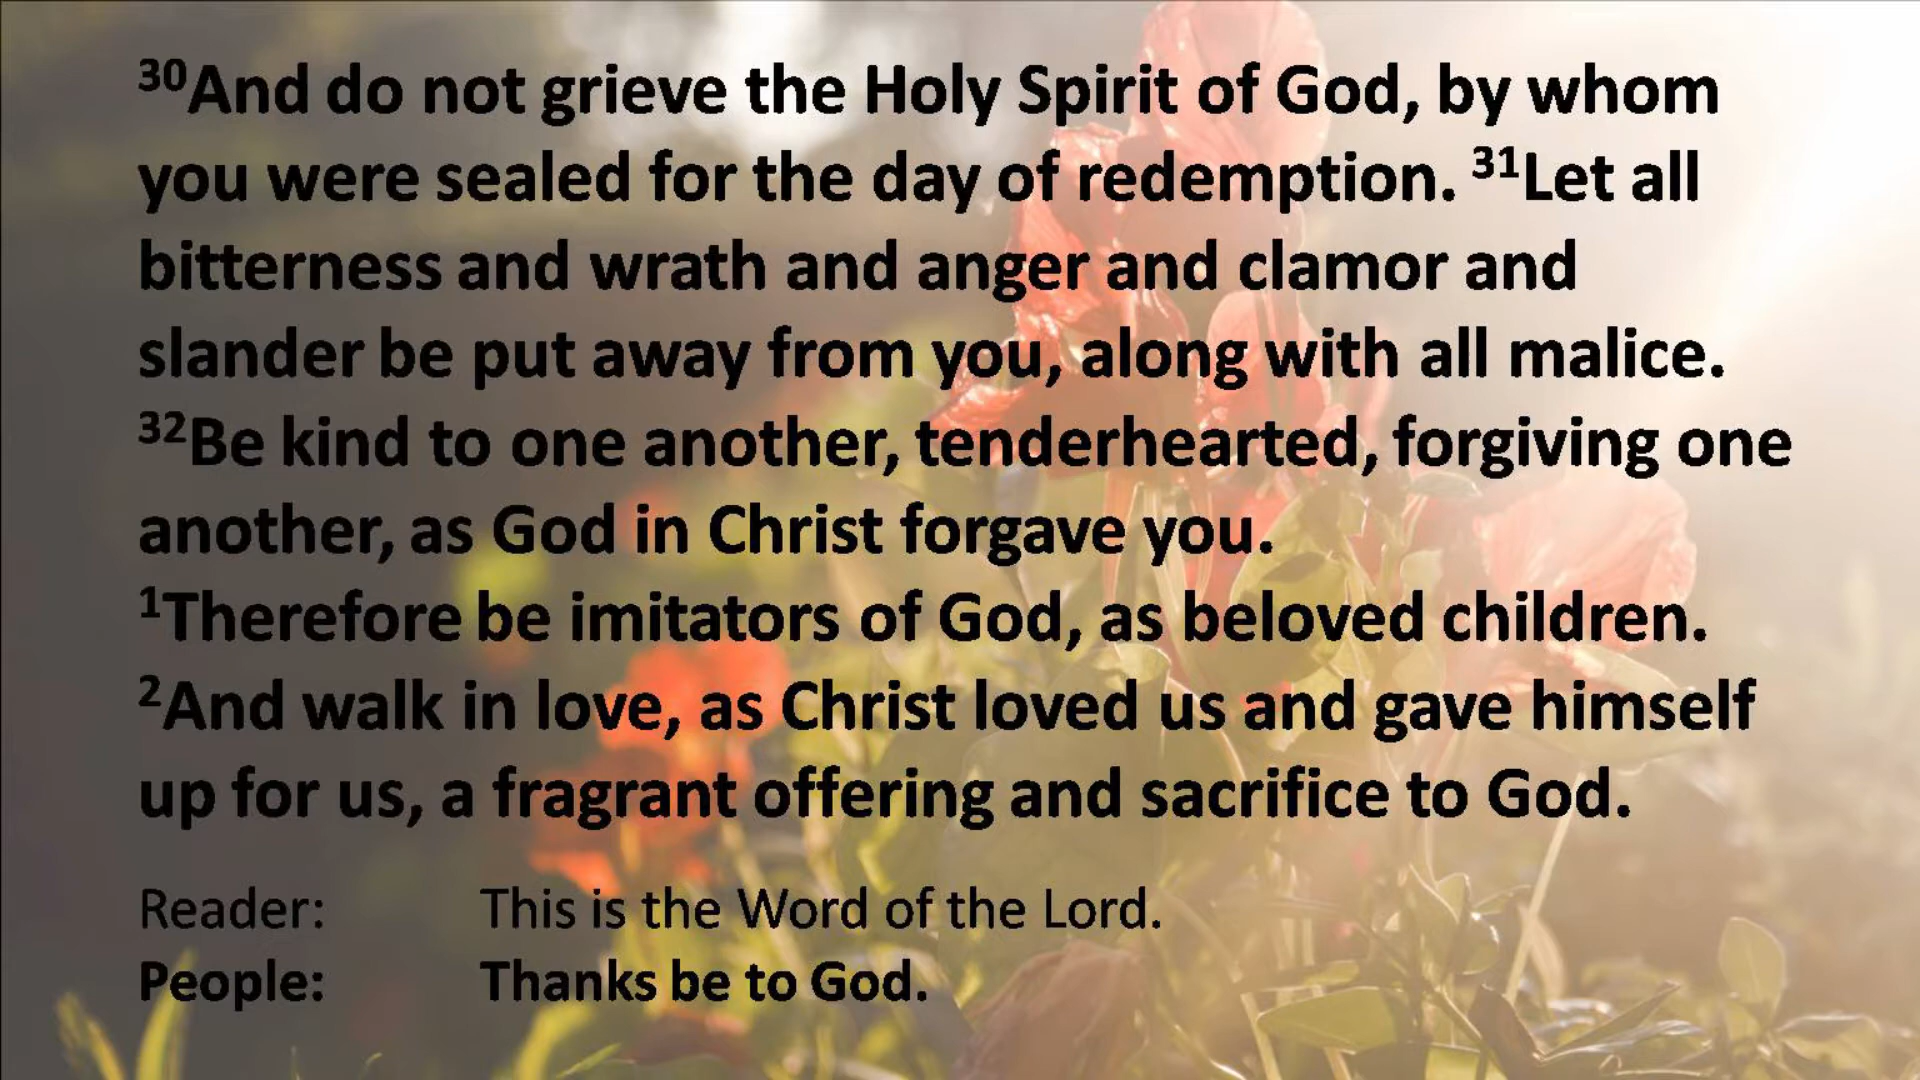 ³⁰And do not grieve the Holy Spirit of God, by whom
you were sealed for the day of redemption. ³¹Let all
bitterness and wrath and anger and clamor and
slander be put away from you, along with all malice.
³²Be kind to one another, tenderhearted, forgiving one
another, as God in Christ forgave you.
¹Therefore be imitators of God, as beloved children.
²And walk in love, as Christ loved us and gave himself
up for us, a fragrant offering and sacrifice to God.
Reader: This is the Word of the Lord.
People: Thanks be to God.